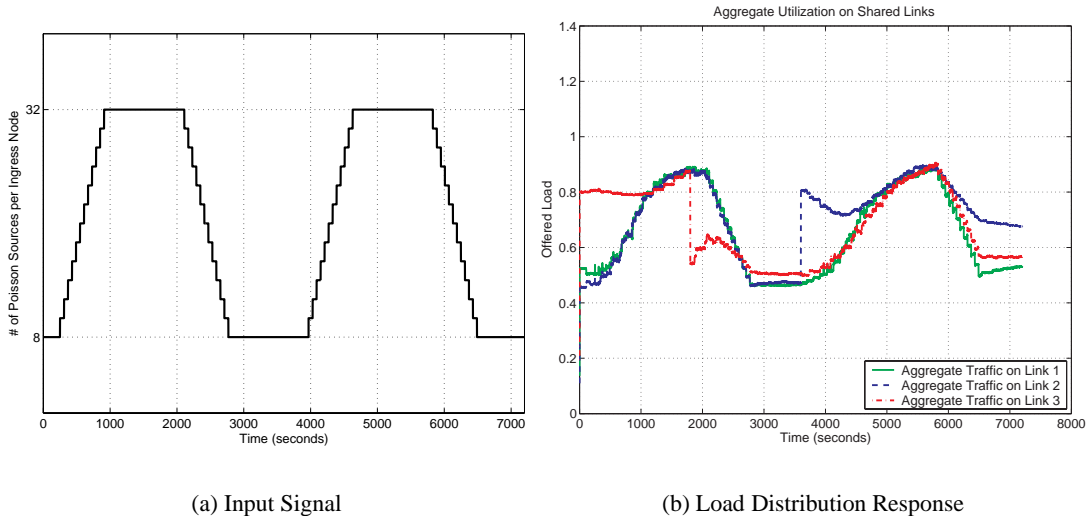 # of Poisson Sources per Ingress Node
32
8
0
1000
2000
3000
4000
5000
6000
7000
Time (seconds)
(a) Input Signal
Aggregate Utilization on Shared Links
Offered Load
1.4
1.2
1
0.8
0.6
0.4
0.2
0
Aggregate Traffic on Link 1
Aggregate Traffic on Link 2
Aggregate Traffic on Link 3
0
1000
2000
3000
4000
5000
6000
7000
8000
Time (seconds)
(b) Load Distribution Response